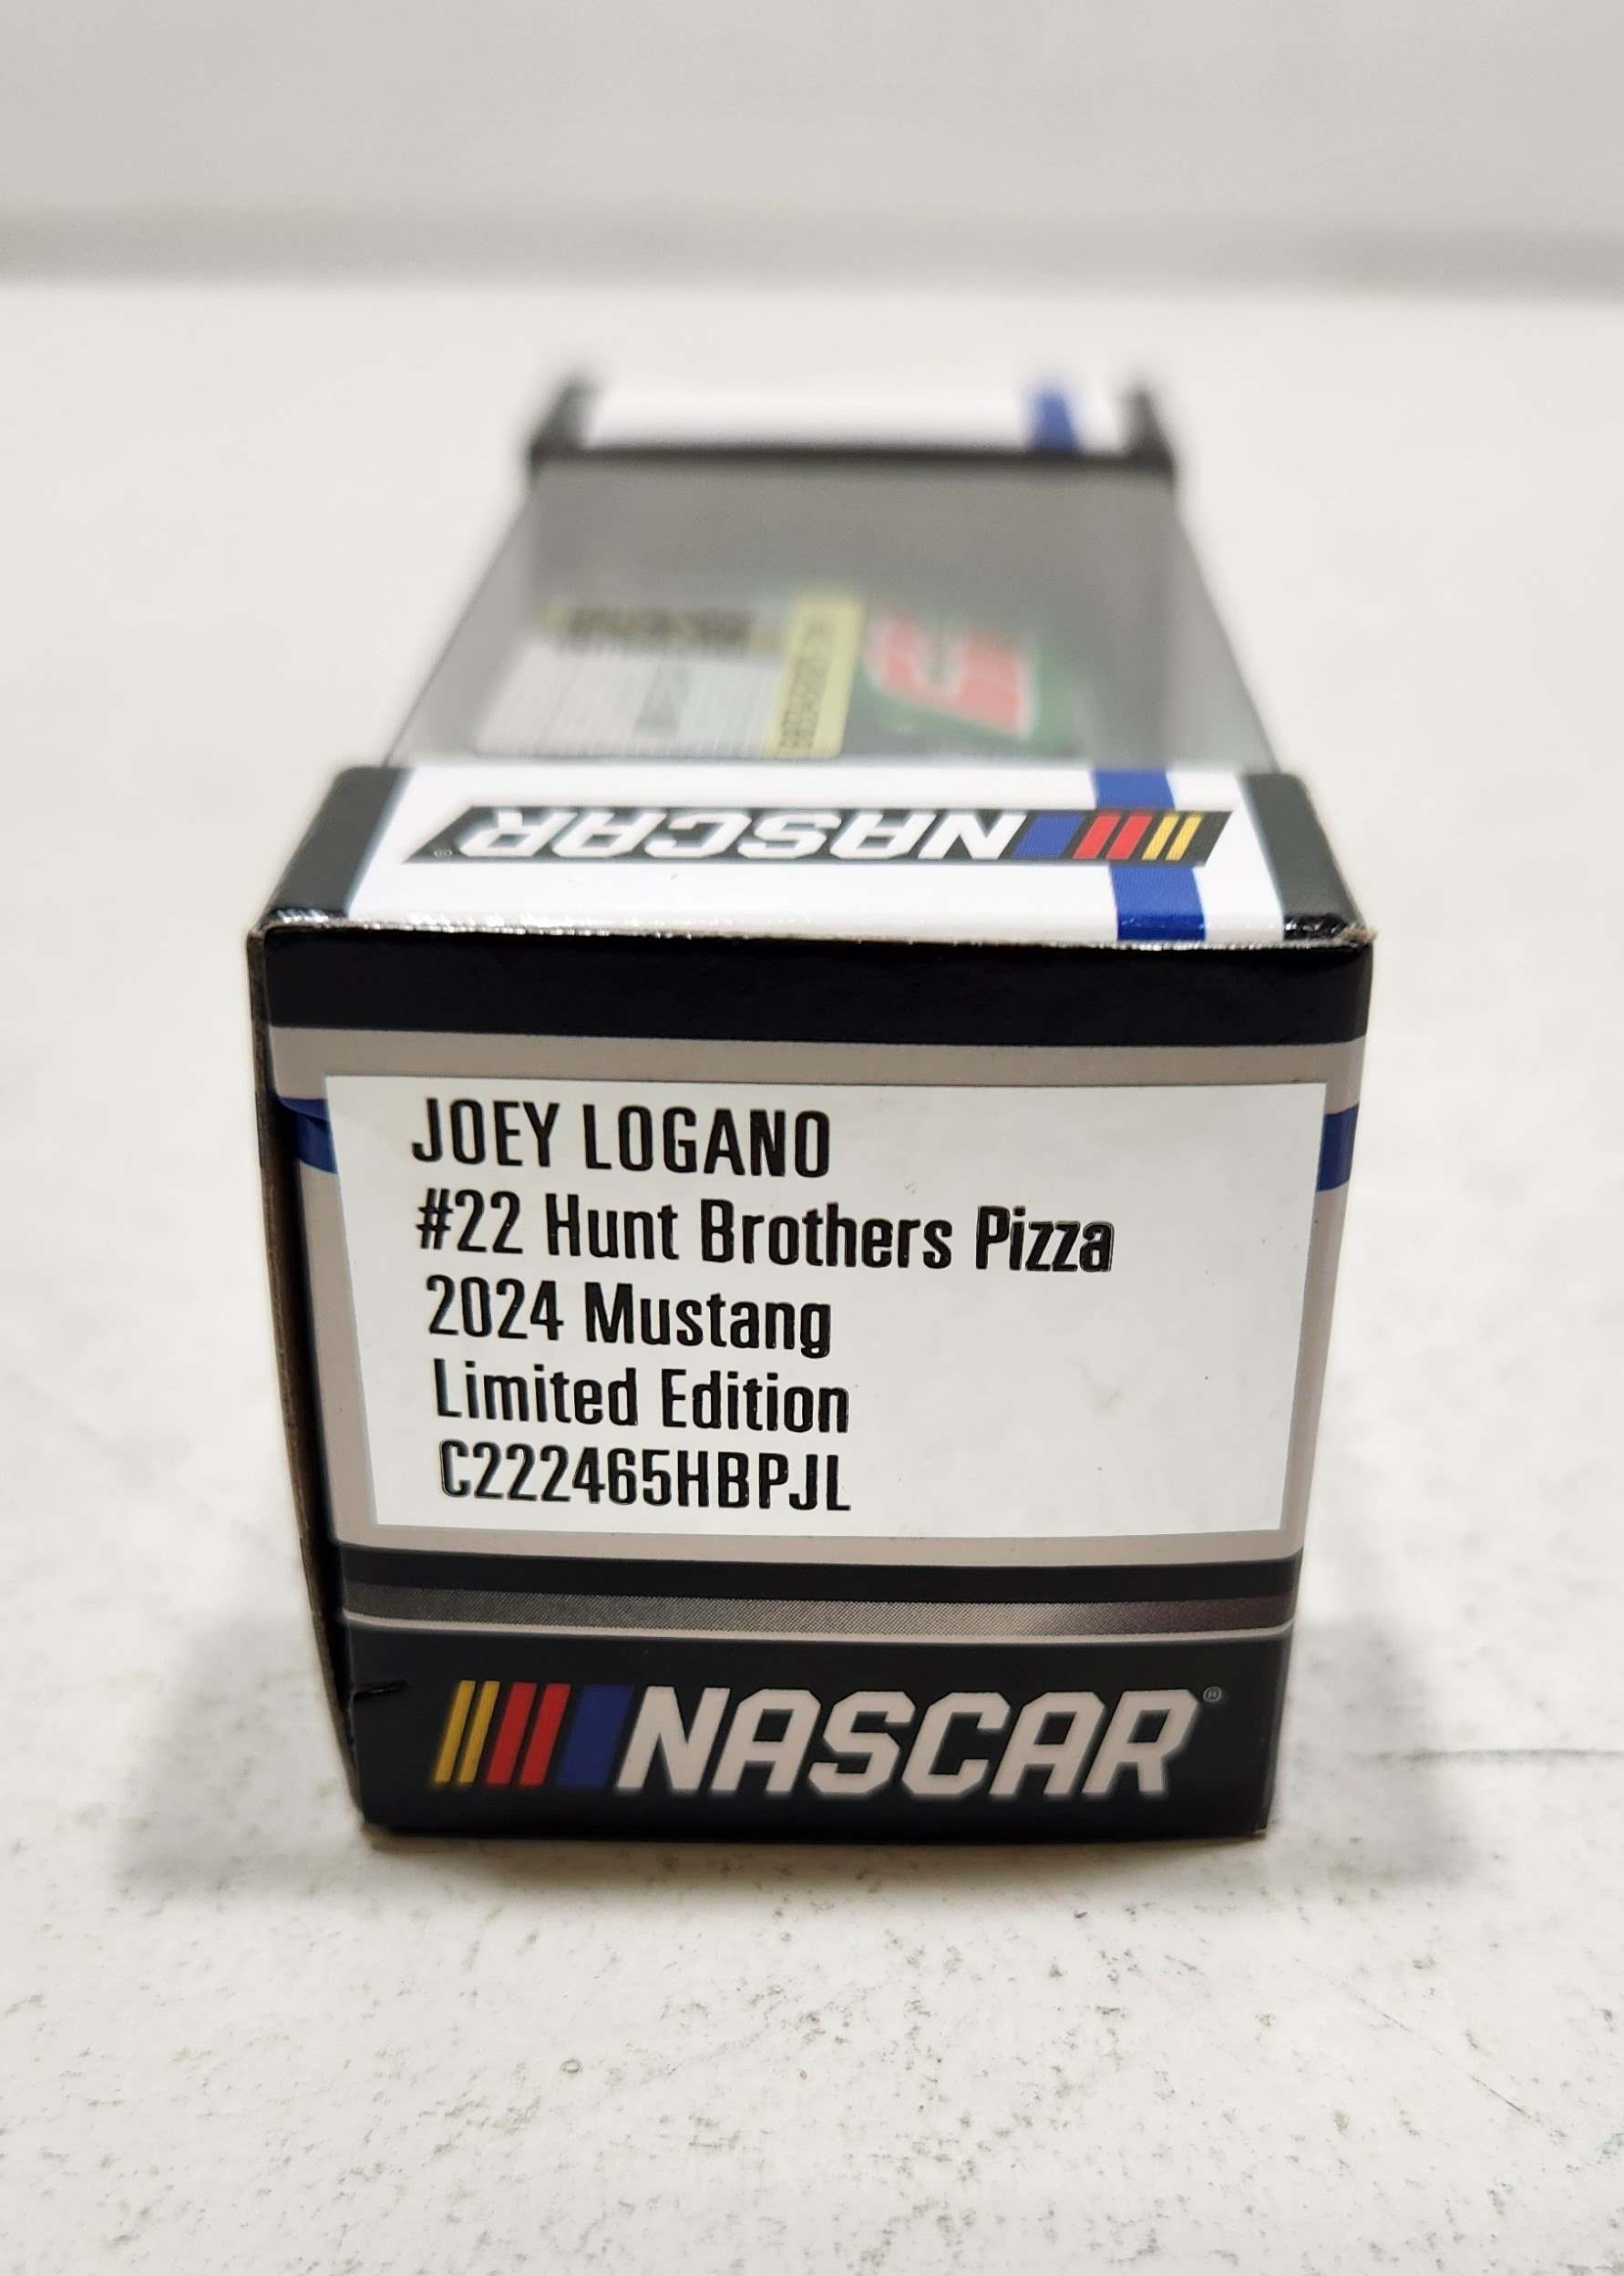 NASCAR®
JOEY LOGANO
#22 Hunt Brothers Pizza
2024 Mustang
Limited Edition
C222465HBPJL
NASCAR®